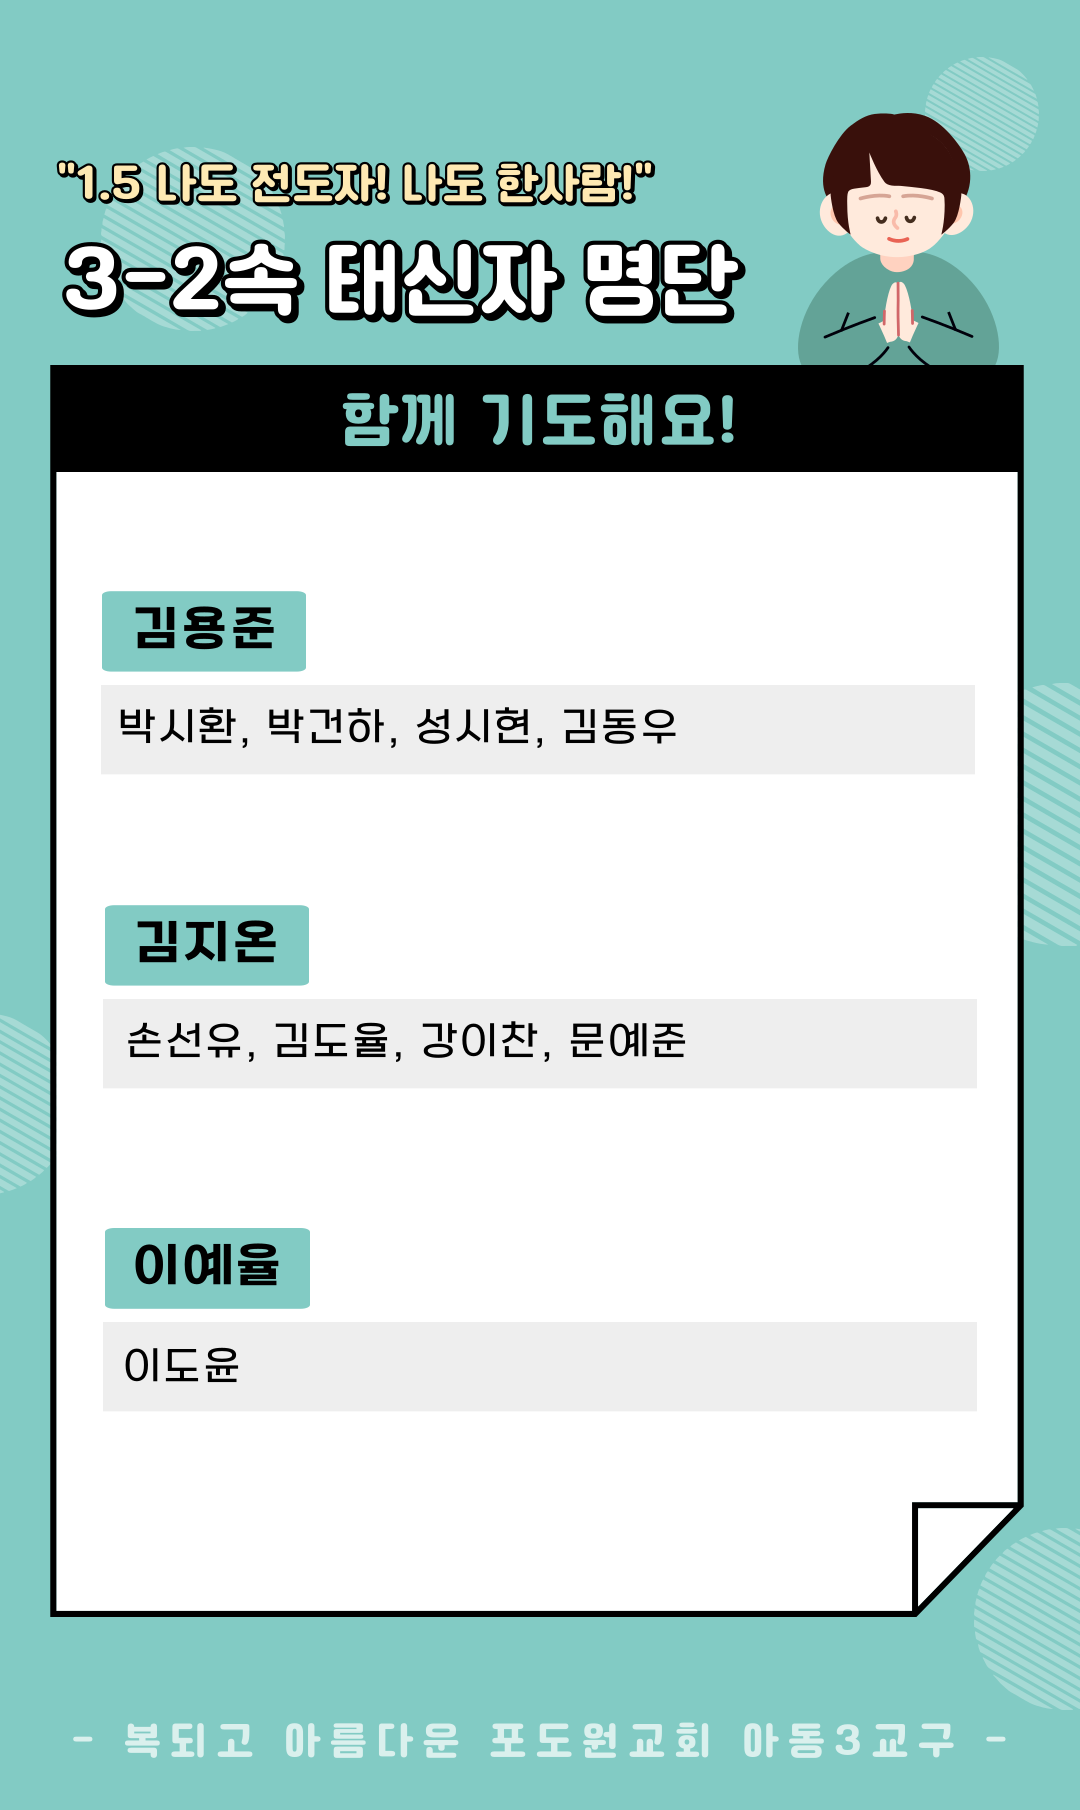 "1.5 나도 전도자! 나도 한사람!"
3-2속 태신자 명단
함께 기도해요!
김용준
박시환, 박건하, 성시현, 김동우
김지온
손선유, 김도율, 강이찬, 문예준
이예율
이도윤
- 복되고 아름다운 포도원교회 아동3교구 -